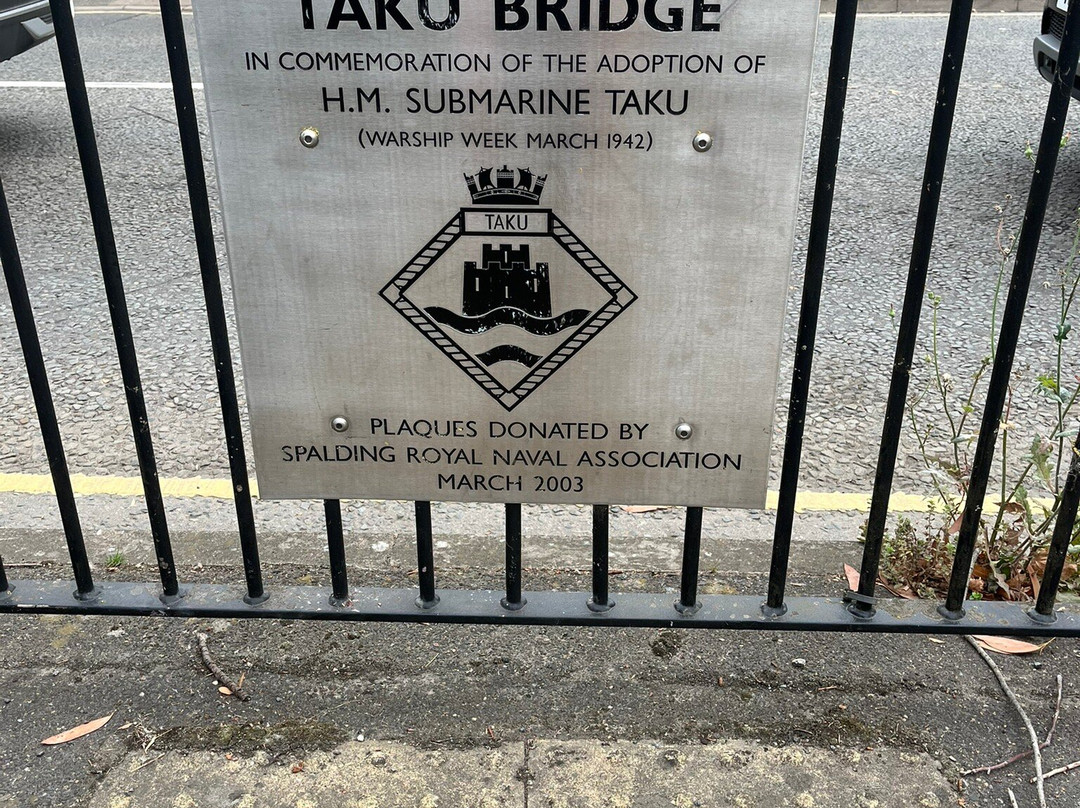 TAKU BRIDGE
IN COMMEMORATION OF THE ADOPTION OF
H.M. SUBMARINE TAKU
(WARSHIP WEEK MARCH 1942)
TAKU
PLAQUES DONATED BY
SPALDING ROYAL NAVAL ASSOCIATION
MARCH 2003